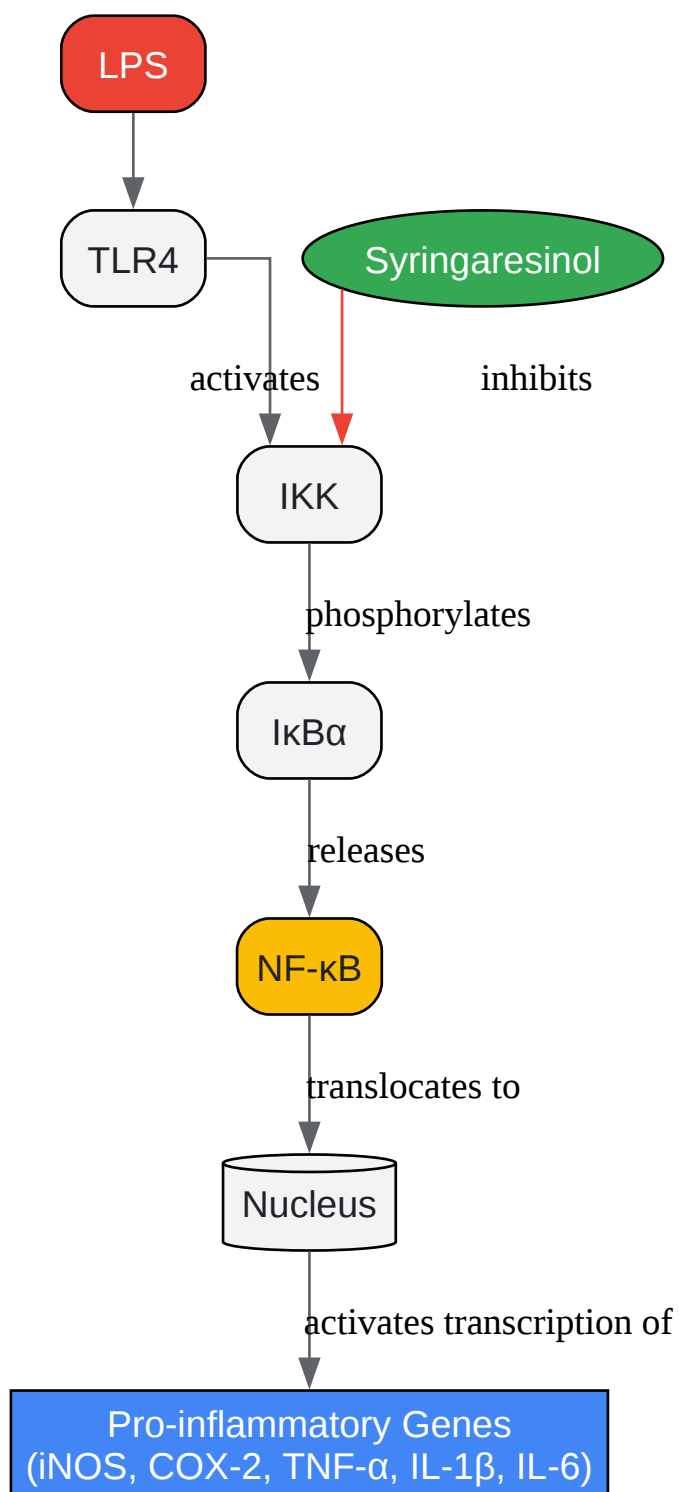 LPS
TLR4
Syringaresinol
activates
inhibits
IKK
phosphorylates
IκBα
releases
NF-κB
translocates to
Nucleus
activates transcription of
Pro-inflammatory Genes
(iNOS, COX-2, TNF-α, IL-1β, IL-6)